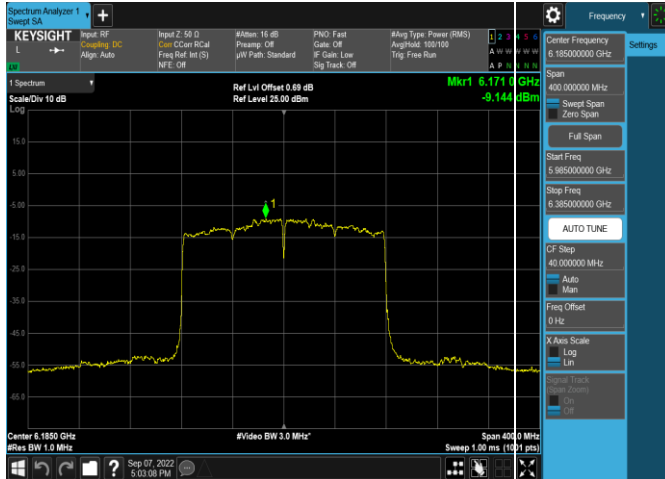 Spectrum Analyzer 1
Swept SA
+
KEYSIGHT
L
Input: RF
Coupling: DC
Align: Auto
Input Z: 50 Ω
Corr CCorr RCal
Freq Ref: Int (S)
NFE: Off
#Atten: 16 dB
Preamp: Off
µW Path: Standard
PNO: Fast
Gate: Off
IF Gain: Low
Sig Track: Off
#Avg Type: Power (RMS)
Avg|Hold: 100/100
Trig: Free Run
1 2 3 4 5 6
A W W W W W
A P N N N N
1 Spectrum
Scale/Div 10 dB
Log
Ref Lvl Offset 0.69 dB
Ref Level 25.00 dBm
Mkr1 6.171 0 GHz
-9.144 dBm
15.0
5.00
-5.00
-15.0
-25.0
-35.0
-45.0
-55.0
-65.0
1
Center 6.1850 GHz
#Res BW 1.0 MHz
#Video BW 3.0 MHz*
Span 400.0 MHz
Sweep 1.00 ms (1001 pts)
?
Sep 07, 2022
5:03:08 PM
Frequency
Settings
Center Frequency
6.185000000 GHz
Span
400.000000 MHz
Swept Span
Zero Span
Full Span
Start Freq
5.985000000 GHz
Stop Freq
6.385000000 GHz
AUTO TUNE
CF Step
40.000000 MHz
Auto
Man
Freq Offset
0 Hz
X Axis Scale
Log
Lin
Signal Track
(Span Zoom)
On
Off